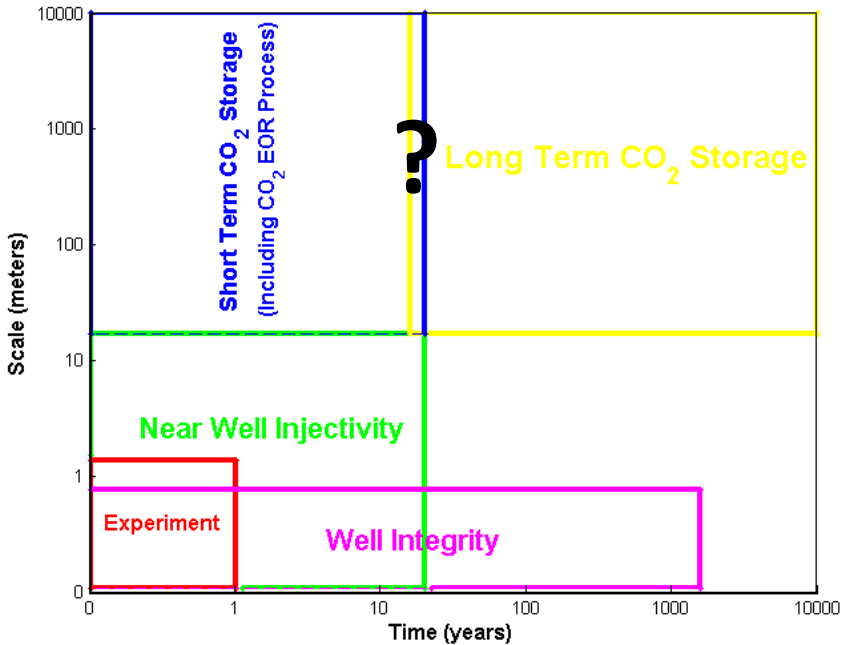 10000
1000
100
10
1
0
Scale (meters)
Short Term CO₂ Storage
(Including CO₂ EOR Process)
?
Long Term CO₂ Storage
Near Well Injectivity
Experiment
Well Integrity
0 1 10 100 1000 10000
Time (years)